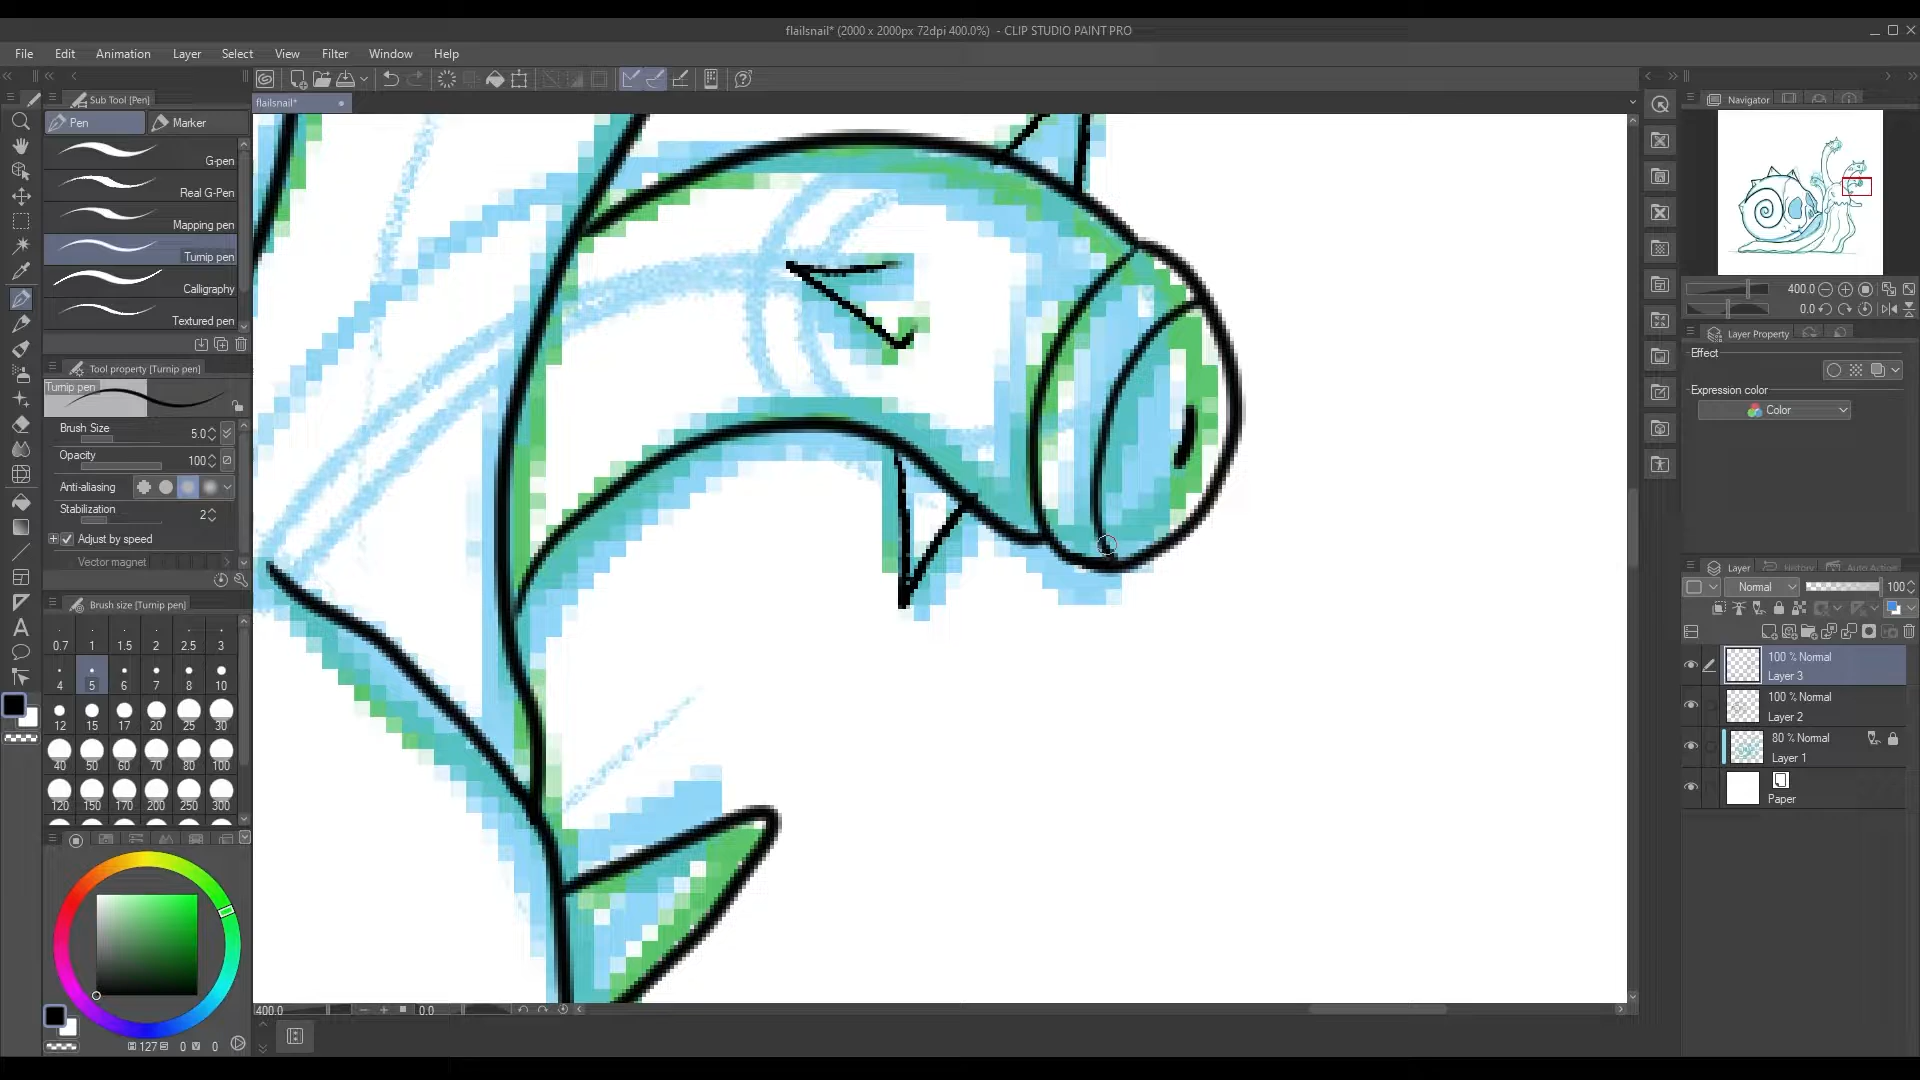 flailsnail* (2000 x 2000px 72dpi 400.0%) - CLIP STUDIO PAINT PRO
File Edit Animation Layer Select View Filter Window Help
Sub Tool [Pen]
flailsnail*
Navigator
Pen Marker
G-pen
Real G-Pen
Mapping pen
Turnip pen
Calligraphy
Textured pen
400.0
0.0
Layer Property
Effect
Expression color
Color
Tool property [Turnip pen]
Turnip pen
Brush Size 5.0
Opacity 100
Anti-aliasing
Stabilization 2
Adjust by speed
Vector magnet
Layer History Auto Action
Normal 100
Brush size [Turnip pen]
0.7 1 1.5 2 2.5 3
4 5 6 7 8 10
12 15 17 20 25 30
40 50 60 70 80 100
120 150 170 200 250 300
100 % Normal
Layer 3
100 % Normal
Layer 2
80 % Normal
Layer 1
Paper
400.0 0.0
127 0 0